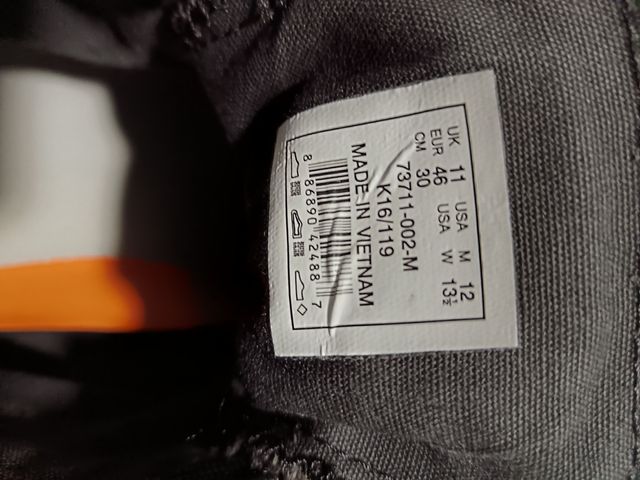 UK 11 USA M 12
EUR 46 USA W 13½
CM 30
73711-002-M
K16/119
MADE IN VIETNAM
8 86890 42488 7